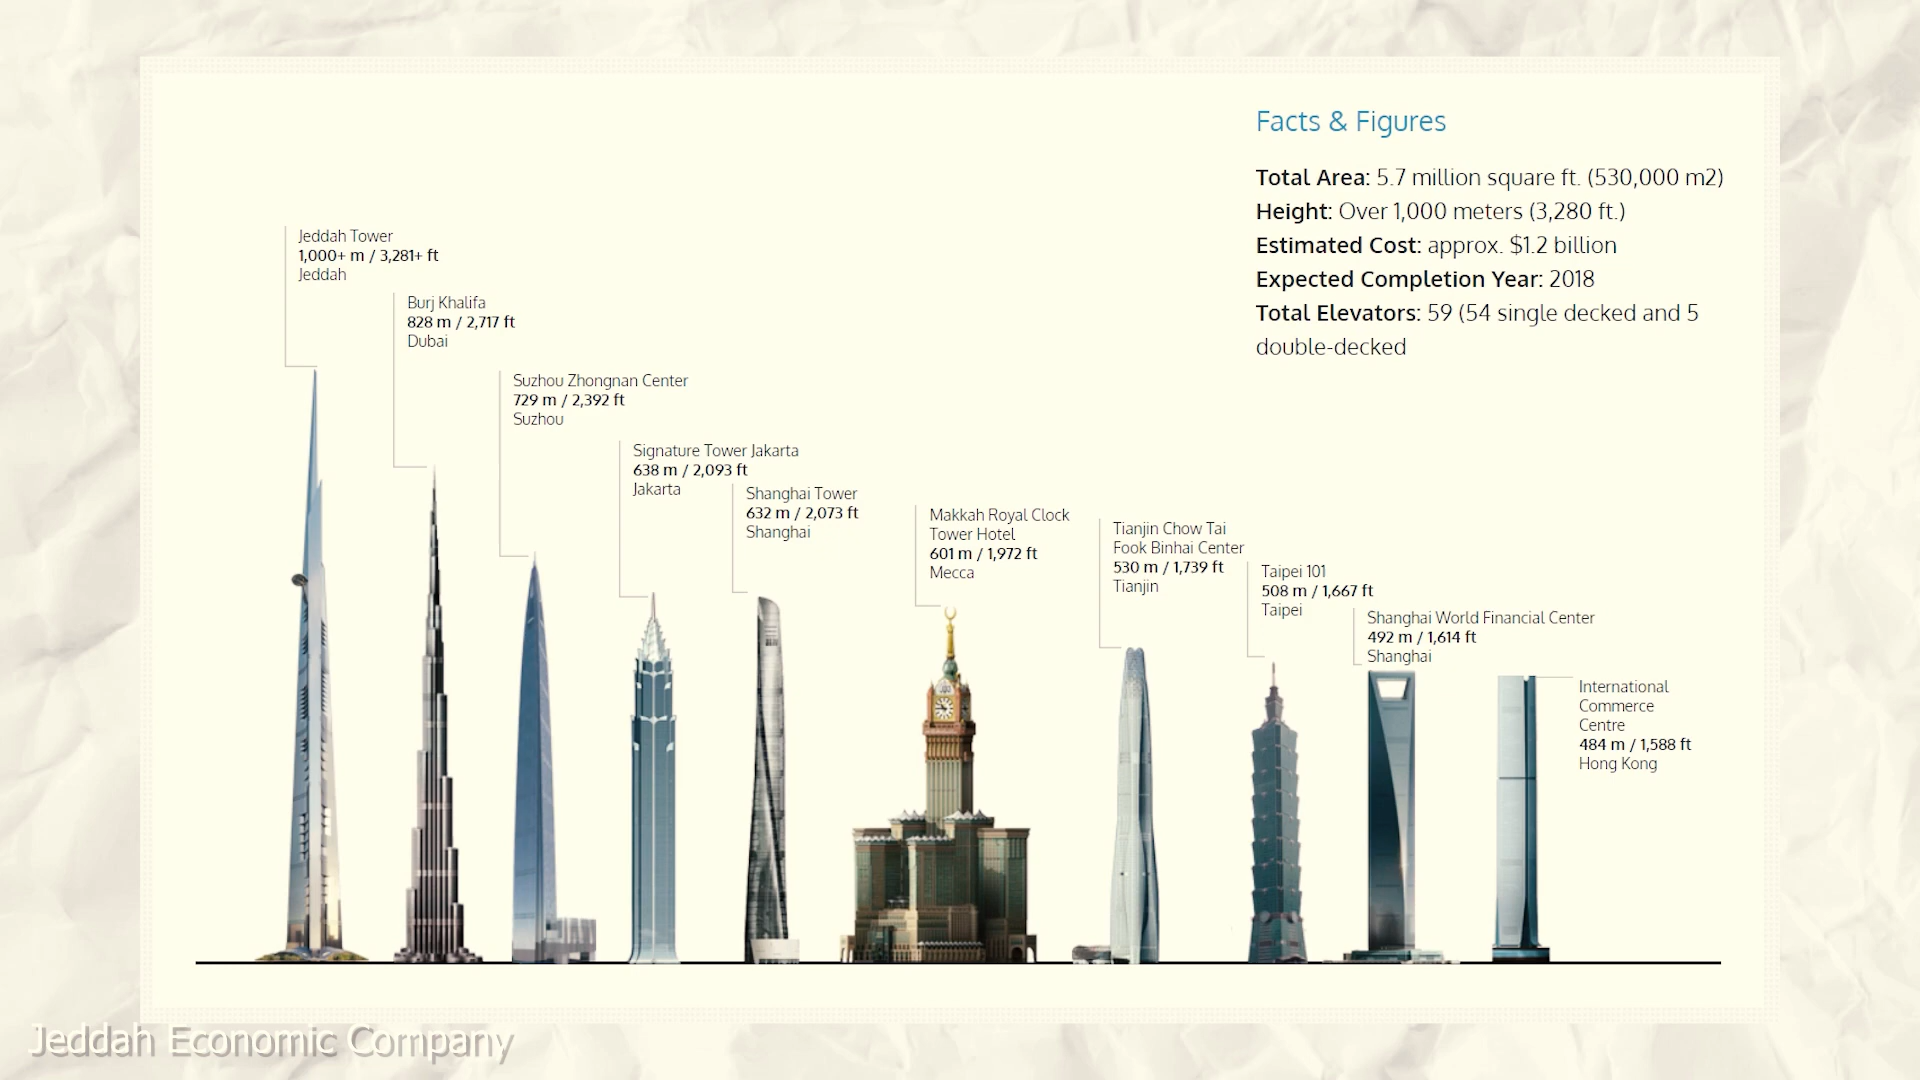 Facts & Figures
Total Area: 5.7 million square ft. (530,000 m2)
Height: Over 1,000 meters (3,280 ft.)
Estimated Cost: approx. $1.2 billion
Expected Completion Year: 2018
Total Elevators: 59 (54 single decked and 5
double-decked
Jeddah Tower
1,000+ m / 3,281+ ft
Jeddah
Burj Khalifa
828 m / 2,717 ft
Dubai
Suzhou Zhongnan Center
729 m / 2,392 ft
Suzhou
Signature Tower Jakarta
638 m / 2,093 ft
Jakarta
Shanghai Tower
632 m / 2,073 ft
Shanghai
Makkah Royal Clock
Tower Hotel
601 m / 1,972 ft
Mecca
Tianjin Chow Tai
Fook Binhai Center
530 m / 1,739 ft
Tianjin
Taipei 101
508 m / 1,667 ft
Taipei
Shanghai World Financial Center
492 m / 1,614 ft
Shanghai
International
Commerce
Centre
484 m / 1,588 ft
Hong Kong
Jeddah Economic Company